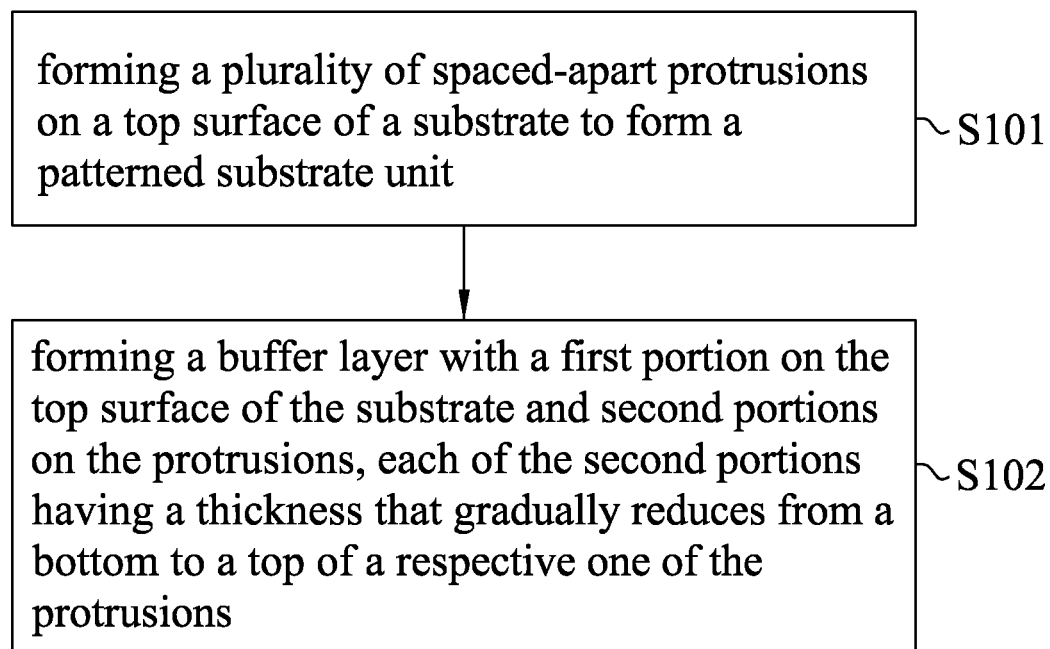 forming a plurality of spaced-apart protrusions
on a top surface of a substrate to form a
patterned substrate unit
S101
forming a buffer layer with a first portion on the
top surface of the substrate and second portions
on the protrusions, each of the second portions
having a thickness that gradually reduces from a
bottom to a top of a respective one of the
protrusions
S102